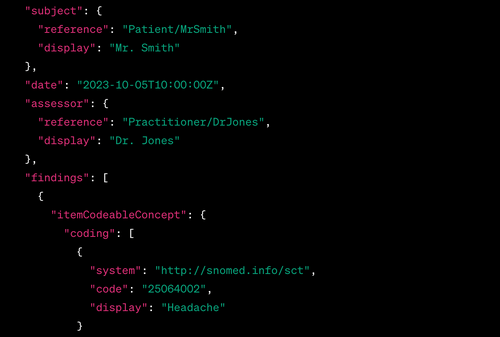 "subject": {
"reference": "Patient/MrSmith",
"display": "Mr. Smith"
},
"date": "2023-10-05T10:00:00Z",
"assessor": {
"reference": "Practitioner/DrJones",
"display": "Dr. Jones"
},
"findings": [
{
"itemCodeableConcept": {
"coding": [
{
"system": "http://snomed.info/sct",
"code": "25064002",
"display": "Headache"
}